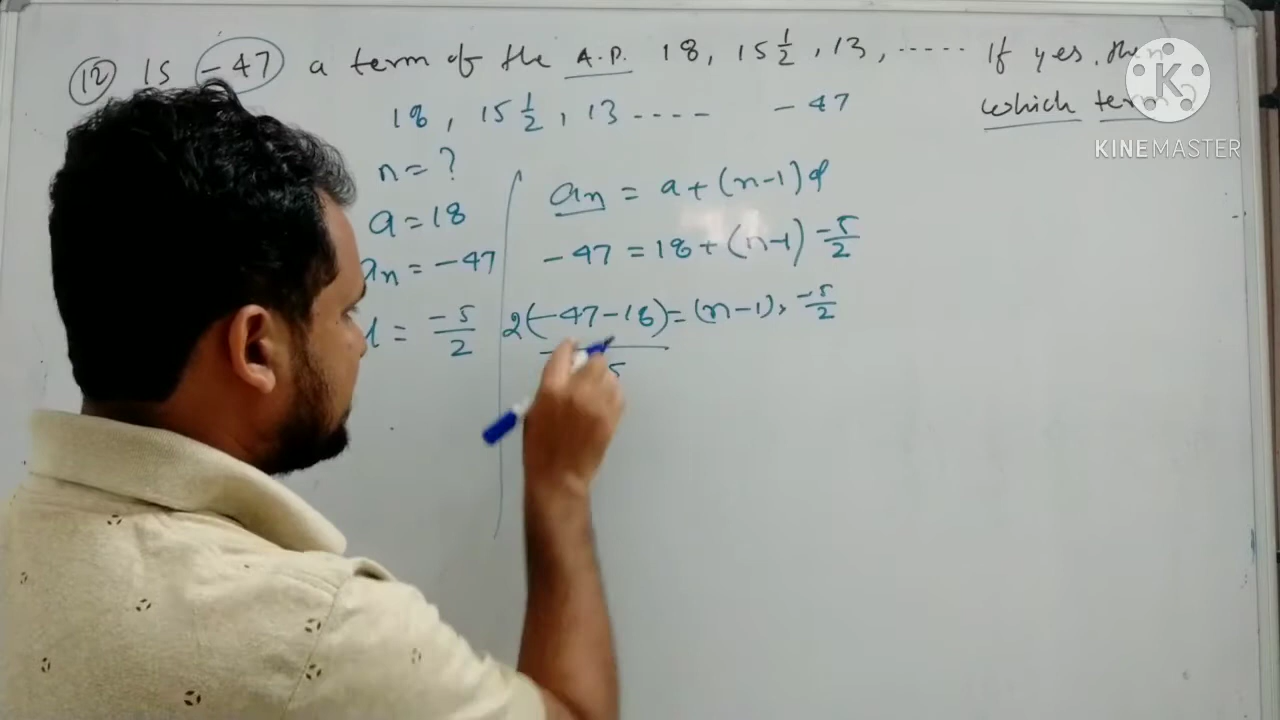 12 Is -47 a term of the A.P. 18, 15 1/2, 13, ..... If yes, then
which term
18, 15 1/2, 13 ---- -47
n = ?
a = 18
an = -47
d = -5/2
an = a + (n-1) d
-47 = 18 + (n-1) -5/2
2(-47-18) = (n-1), -5/2
5
K
KINEMASTER